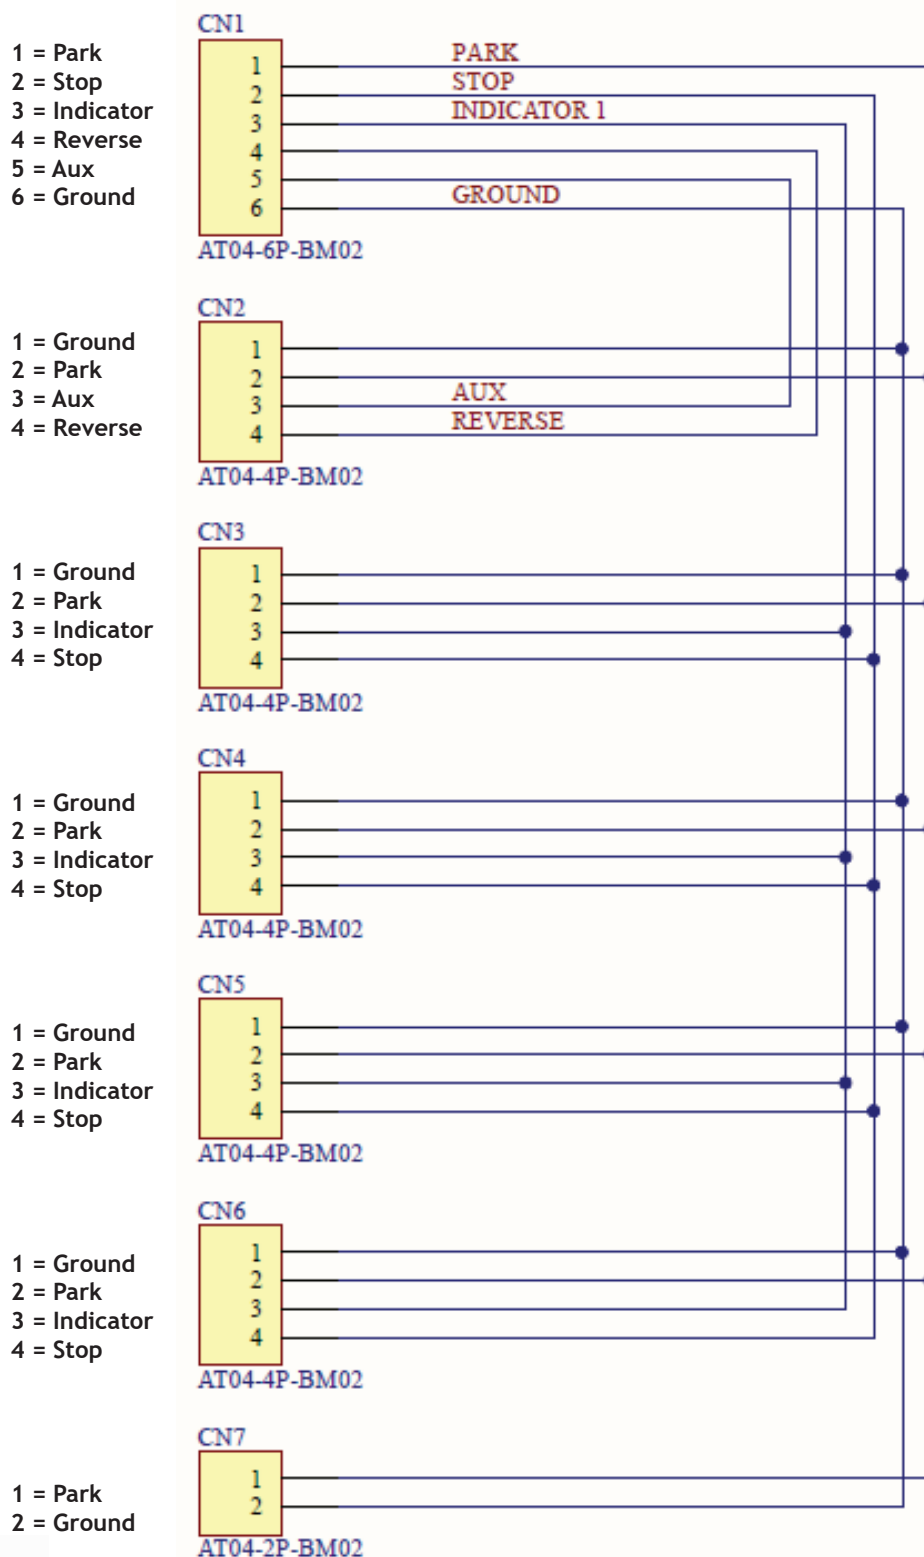 CN1
1 = Park
2 = Stop
3 = Indicator
4 = Reverse
5 = Aux
6 = Ground
1 PARK
2 STOP
3 INDICATOR 1
4
5
6 GROUND
AT04-6P-BM02
CN2
1 = Ground
2 = Park
3 = Aux
4 = Reverse
1
2
3 AUX
4 REVERSE
AT04-4P-BM02
CN3
1 = Ground
2 = Park
3 = Indicator
4 = Stop
1
2
3
4
AT04-4P-BM02
CN4
1 = Ground
2 = Park
3 = Indicator
4 = Stop
1
2
3
4
AT04-4P-BM02
CN5
1 = Ground
2 = Park
3 = Indicator
4 = Stop
1
2
3
4
AT04-4P-BM02
CN6
1 = Ground
2 = Park
3 = Indicator
4 = Stop
1
2
3
4
AT04-4P-BM02
CN7
1 = Park
2 = Ground
1
2
AT04-2P-BM02